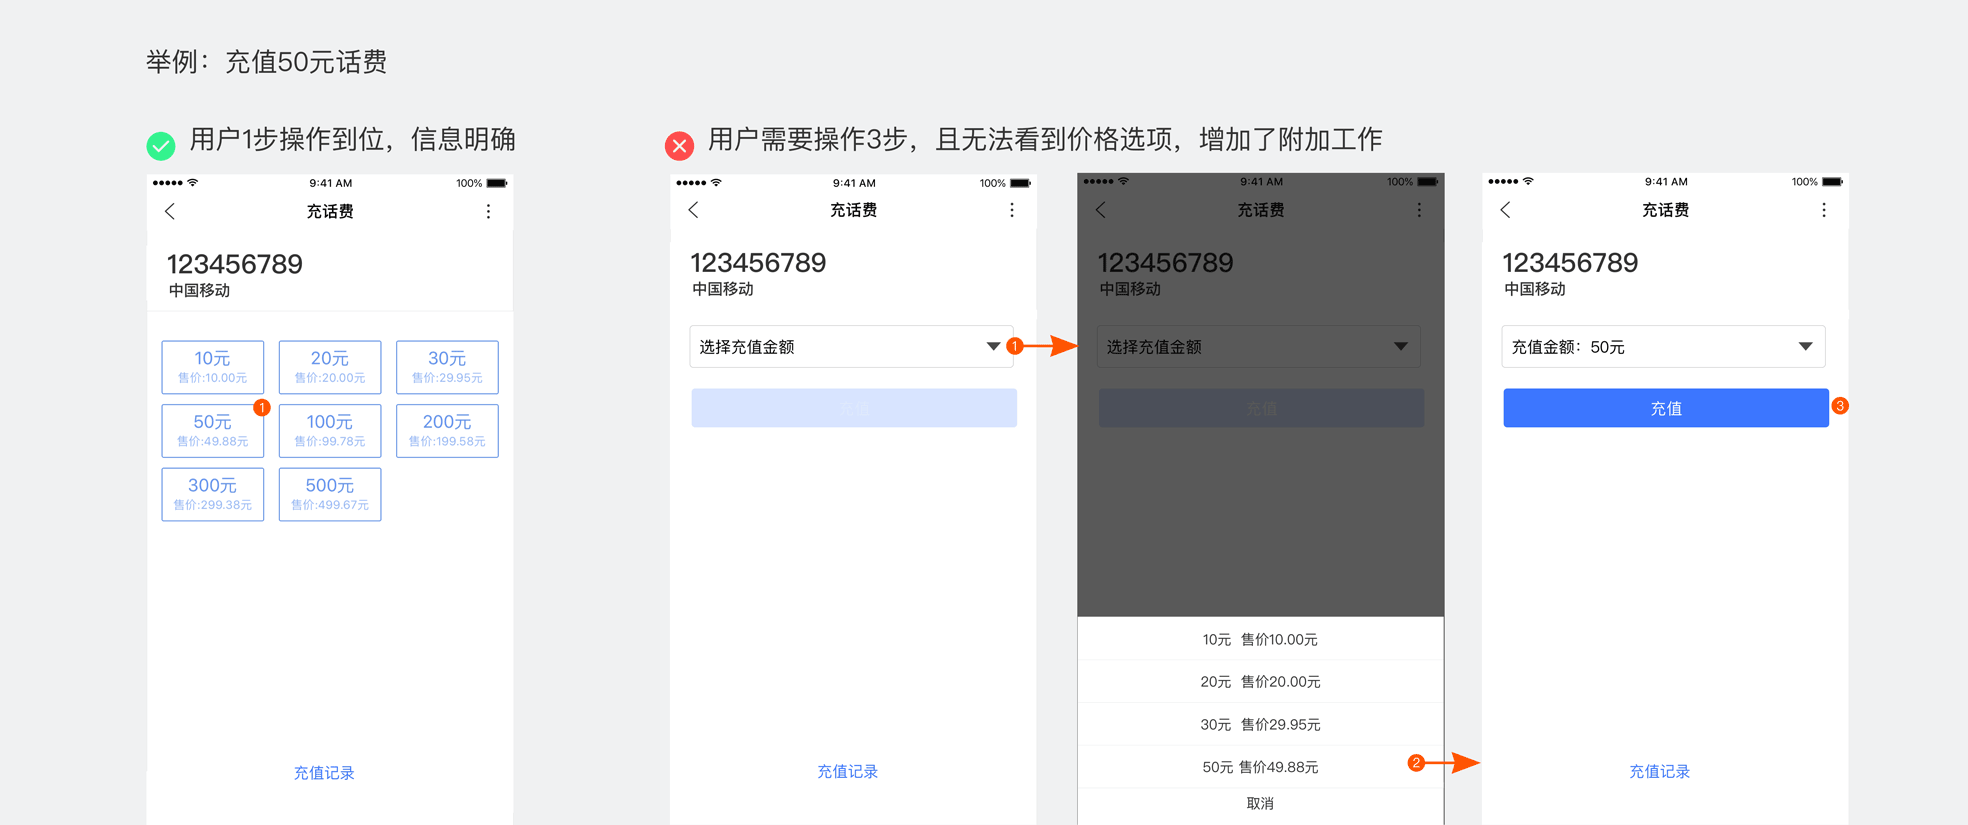 举例：充值50元话费
用户1步操作到位，信息明确
9:41 AM
100%
充话费
123456789
中国移动
10元
售价:10.00元
20元
售价:20.00元
30元
售价:29.95元
50元
售价:49.88元
1
100元
售价:99.78元
200元
售价:199.58元
300元
售价:299.38元
500元
售价:499.67元
充值记录
用户需要操作3步，且无法看到价格选项，增加了附加工作
9:41 AM
100%
充话费
123456789
中国移动
选择充值金额
1
充值
充值记录
9:41 AM
100%
充话费
123456789
中国移动
选择充值金额
充值
10元 售价10.00元
20元 售价20.00元
30元 售价29.95元
50元 售价49.88元
2
取消
9:41 AM
100%
充话费
123456789
中国移动
充值金额：50元
充值
3
充值记录